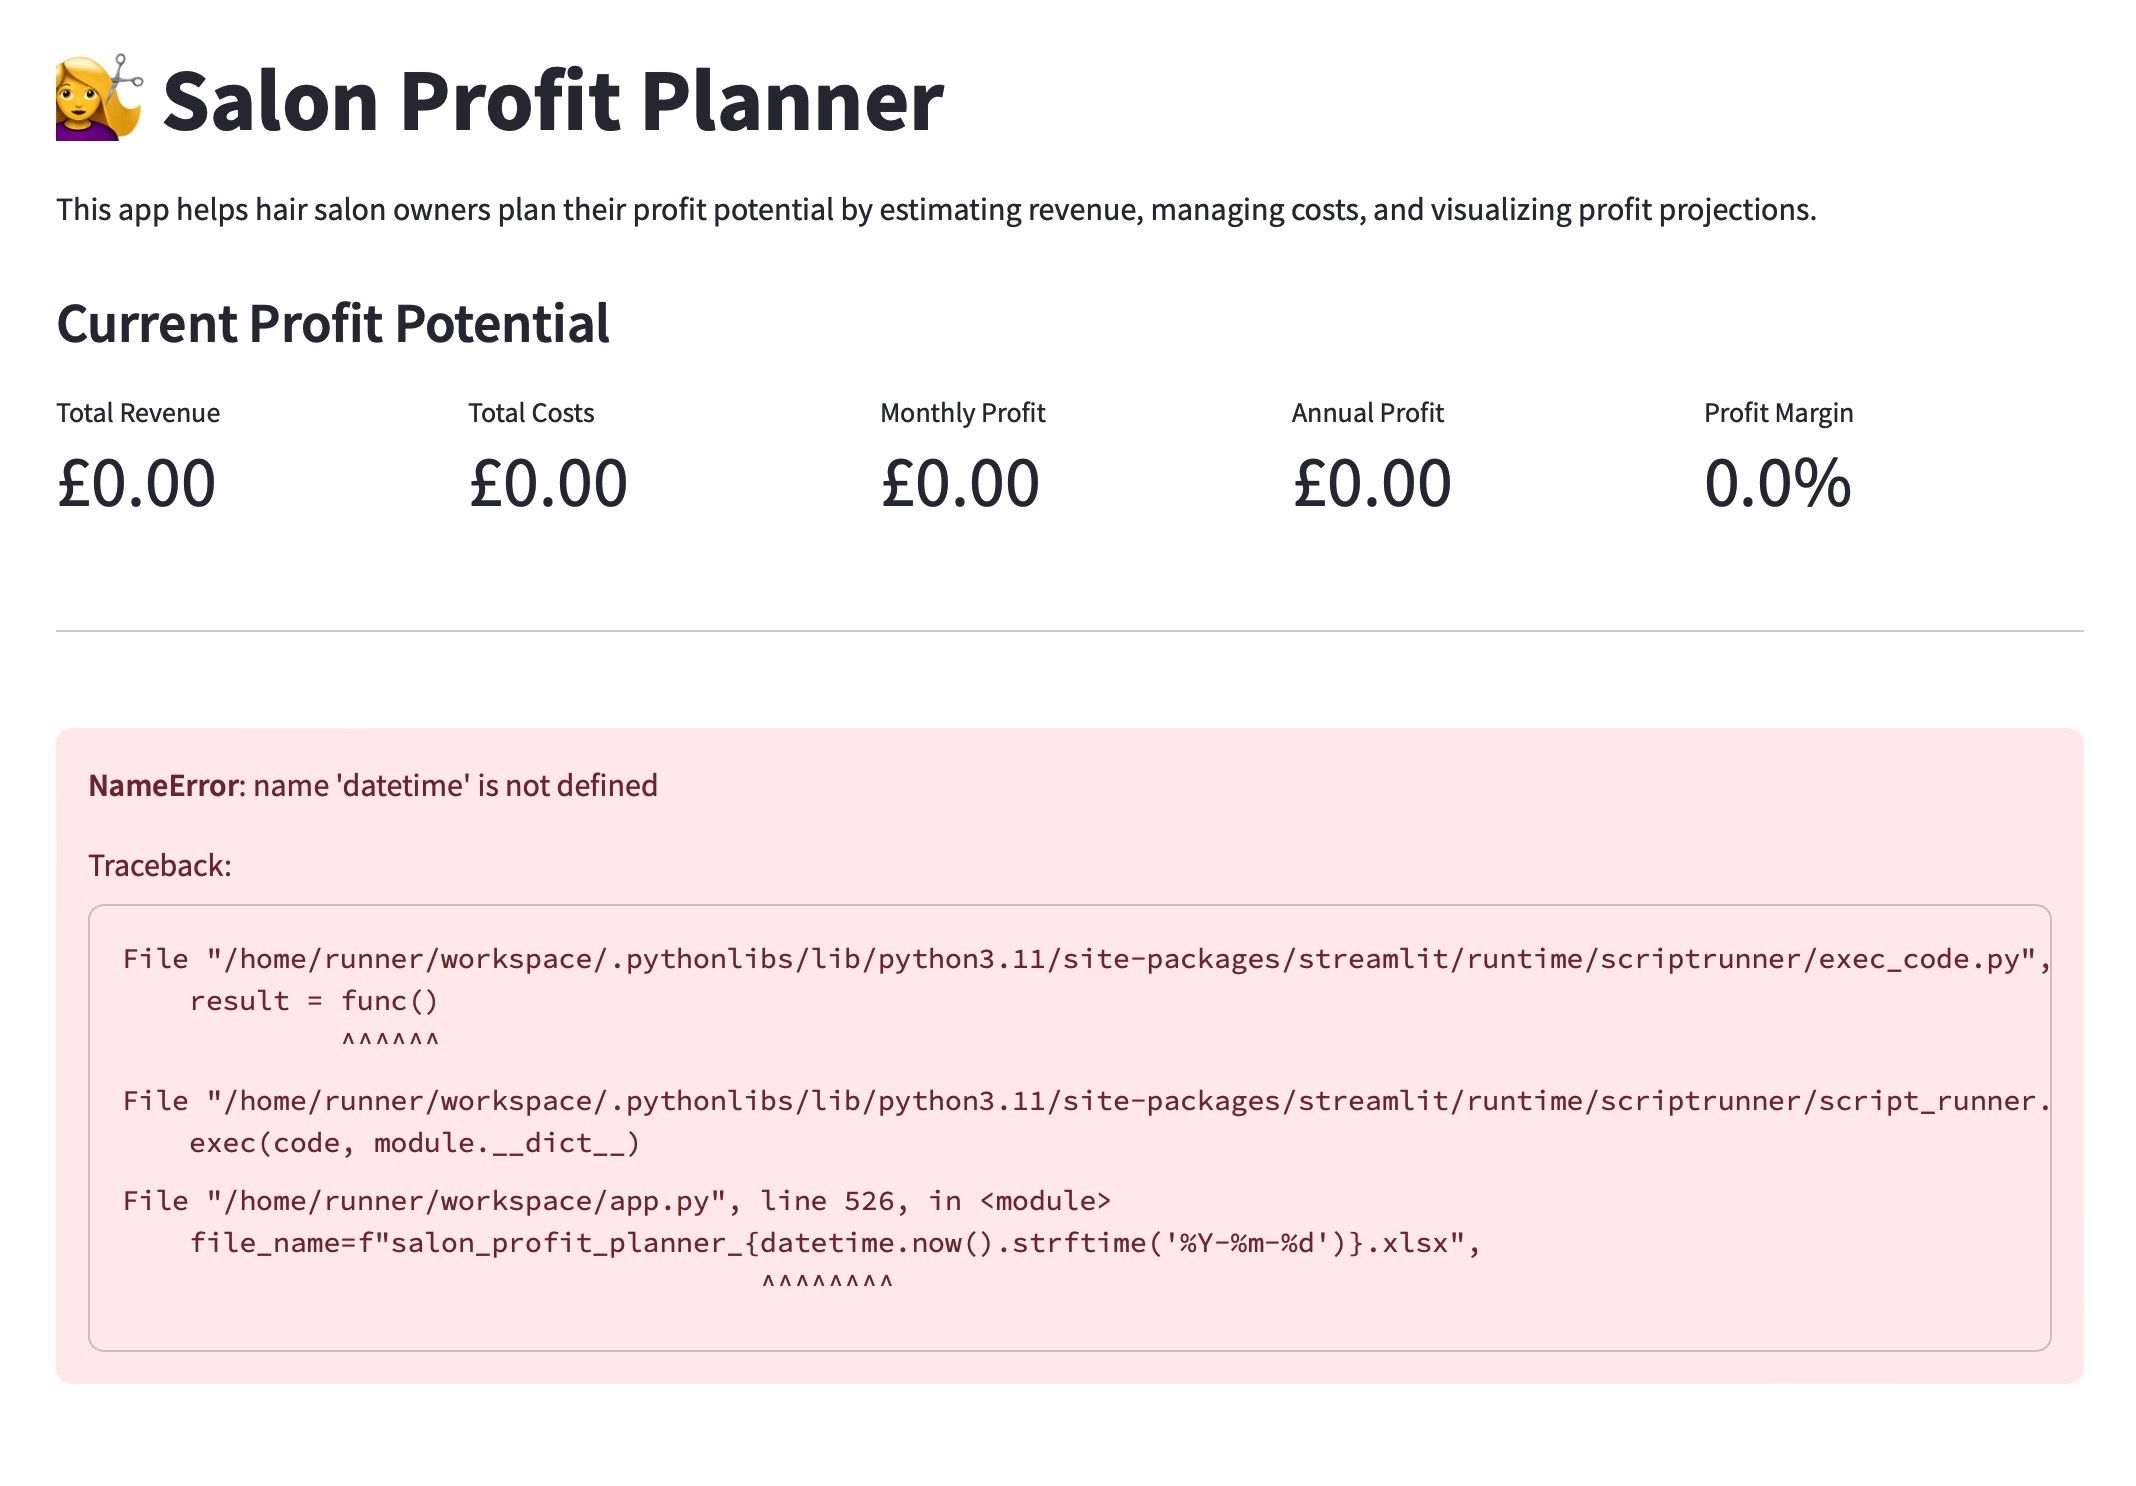 Salon Profit Planner
This app helps hair salon owners plan their profit potential by estimating revenue, managing costs, and visualizing profit projections.
Current Profit Potential
Total Revenue Total Costs Monthly Profit Annual Profit Profit Margin
£0.00 £0.00 £0.00 £0.00 0.0%
NameError: name 'datetime' is not defined
Traceback:
File "/home/runner/workspace/.pythonlibs/lib/python3.11/site-packages/streamlit/runtime/scriptrunner/exec_code.py",
result = func()
^^^^^^
File "/home/runner/workspace/.pythonlibs/lib/python3.11/site-packages/streamlit/runtime/scriptrunner/script_runner.
exec(code, module.__dict__)
File "/home/runner/workspace/app.py", line 526, in <module>
file_name=f"salon_profit_planner_{datetime.now().strftime('%Y-%m-%d')}.xlsx",
^^^^^^^^